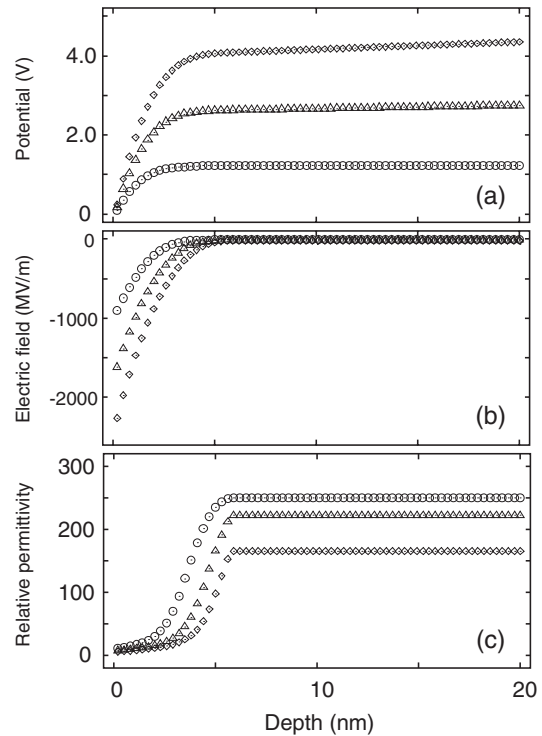 4.0
2.0
0
Potential (V)
(a)
0
-1000
-2000
Electric field (MV/m)
(b)
300
200
100
0
Relative permittivity
(c)
0
10
20
Depth (nm)